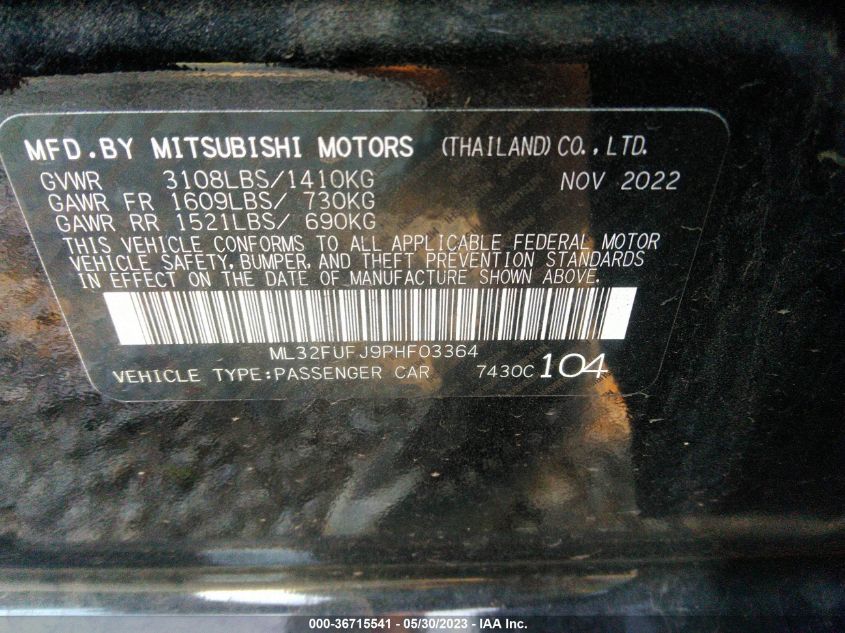 MFD.BY MITSUBISHI MOTORS (THAILAND) CO., LTD.
GVWR 3108LBS/1410KG NOV 2022
GAWR FR 1609LBS/ 730KG
GAWR RR 1521LBS/ 690KG
THIS VEHICLE CONFORMS TO ALL APPLICABLE FEDERAL MOTOR
VEHICLE SAFETY, BUMPER, AND THEFT PREVENTION STANDARDS
IN EFFECT ON THE DATE OF MANUFACTURE SHOWN ABOVE.
ML32FUFJ9PHF03364
VEHICLE TYPE:PASSENGER CAR 7430C 104
000-36715541 - 05/30/2023 - IAA Inc.